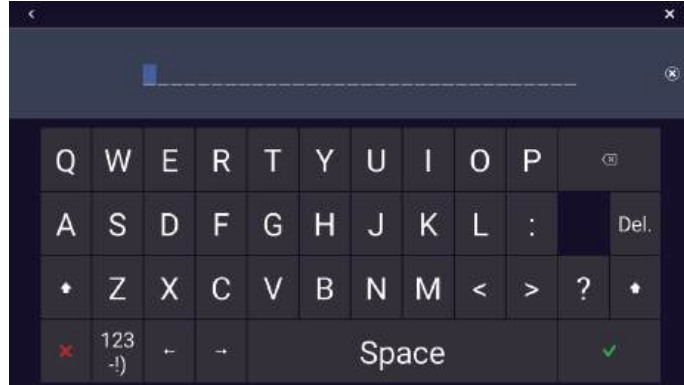 Q W E R T Y U I O P
A S D F G H J K L : Del.
Z X C V B N M < > ?
123
-!) ← → Space